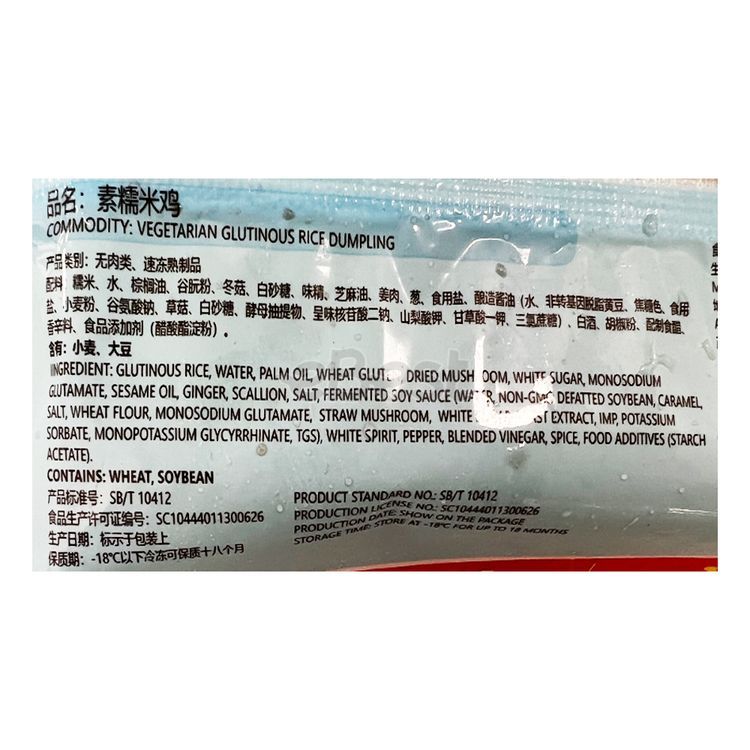 品名：素糯米鸡
COMMODITY: VEGETARIAN GLUTINOUS RICE DUMPLING
产品类别：无肉类、速冻熟制品
配料：糯米、水、棕榈油、谷朊粉、冬菇、白砂糖、味精、芝麻油、姜肉、葱、食用盐、酿造酱油（水、非转基因脱脂黄豆、焦糖色、食用
盐、小麦粉、谷氨酸钠、草菇、白砂糖、酵母抽提物、呈味核苷酸二钠、山梨酸钾、甘草酸一钾、三氯蔗糖）、白酒、胡椒粉、配制食醋、
香辛料、食品添加剂（醋酸酯淀粉）。
含有：小麦、大豆
INGREDIENT: GLUTINOUS RICE, WATER, PALM OIL, WHEAT GLUTEN, DRIED MUSHROOM, WHITE SUGAR, MONOSODIUM
GLUTAMATE, SESAME OIL, GINGER, SCALLION, SALT, FERMENTED SOY SAUCE (WATER, NON-GMO DEFATTED SOYBEAN, CARAMEL,
SALT, WHEAT FLOUR, MONOSODIUM GLUTAMATE, STRAW MUSHROOM, WHITE EXTRACT, IMP, POTASSIUM
SORBATE, MONOPOTASSIUM GLYCYRRHINATE, TGS), WHITE SPIRIT, PEPPER, BLENDED VINEGAR, SPICE, FOOD ADDITIVES (STARCH
ACETATE).
CONTAINS: WHEAT, SOYBEAN
产品标准号：SB/T 10412
PRODUCT STANDARD NO.: SB/T 10412
食品生产许可证编号：SC10444011300626
PRODUCTION LICENSE NO.: SC10444011300626
生产日期：标示于包装上
PRODUCTION DATE: SHOW ON THE PACKAGE
保质期：-18℃以下冷冻可保质十八个月
STORAGE TIME: STORE AT -18℃ FOR UP TO 18 MONTHS